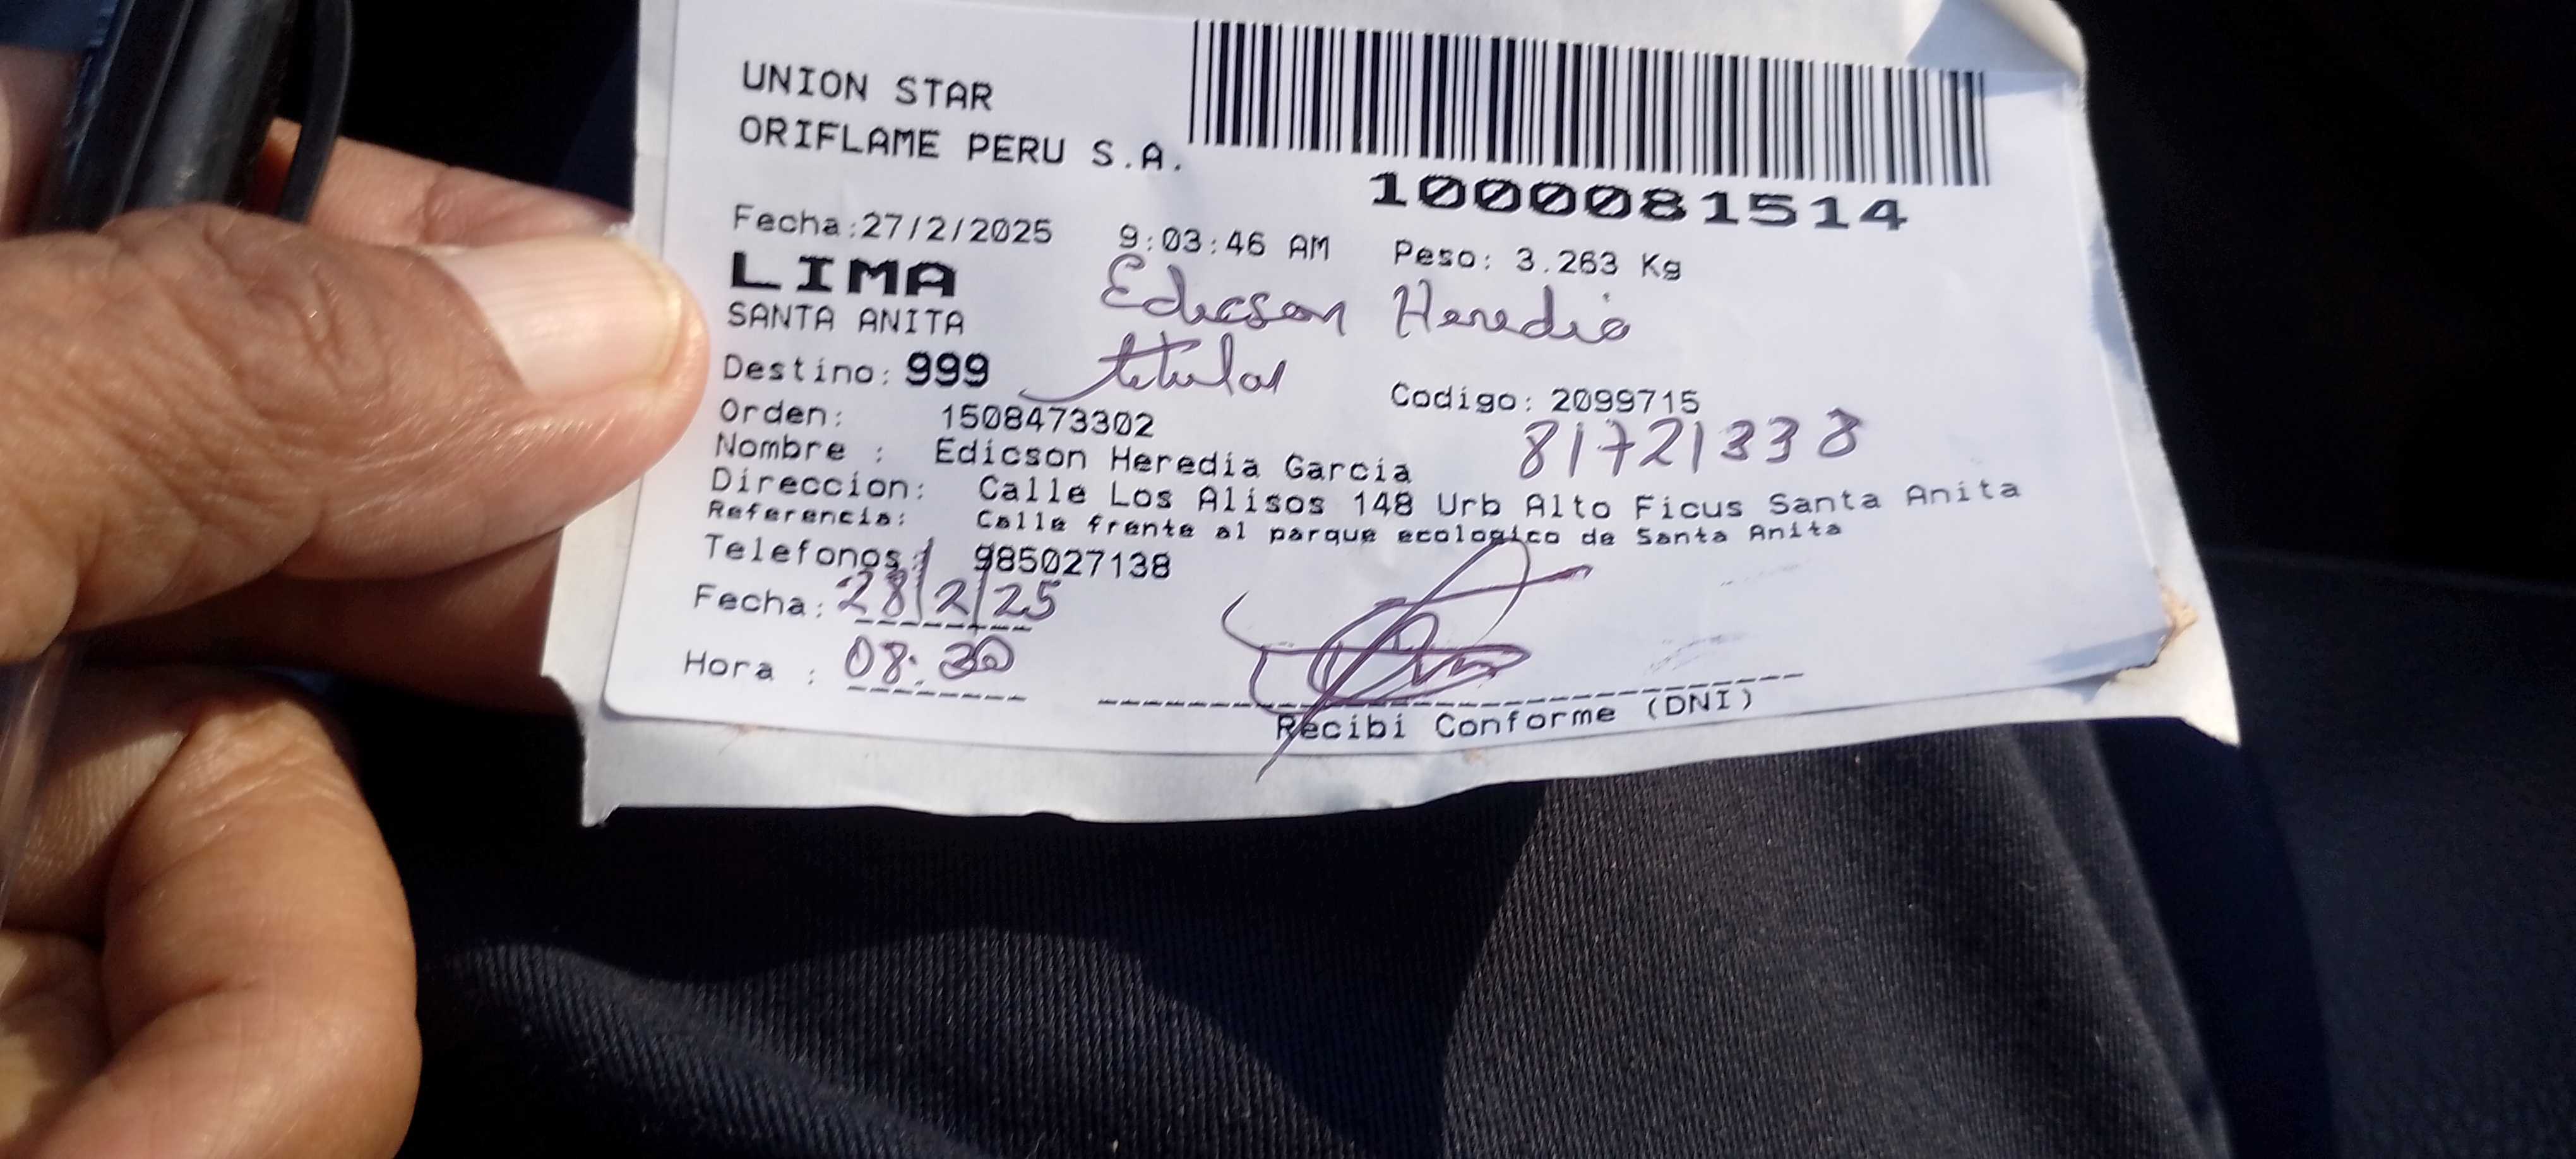 UNION STAR
ORIFLAME PERU S.A.
1000081514
Fecha:27/2/2025 9:03:46 AM Peso: 3.263 Kg
LIMA Edicson Heredia
SANTA ANITA
Destino: 999 titular
Codigo: 2099715
Orden: 1508473302
81721338
Nombre : Edicson Heredia Garcia
Direccion: Calle Los Alisos 148 Urb Alto Ficus Santa Anita
Referencia: Calle frente al parque ecologico de Santa Anita
Telefonos: 985027138
Fecha: 28/2/25
Hora : 08:30
Recibi Conforme (DNI)